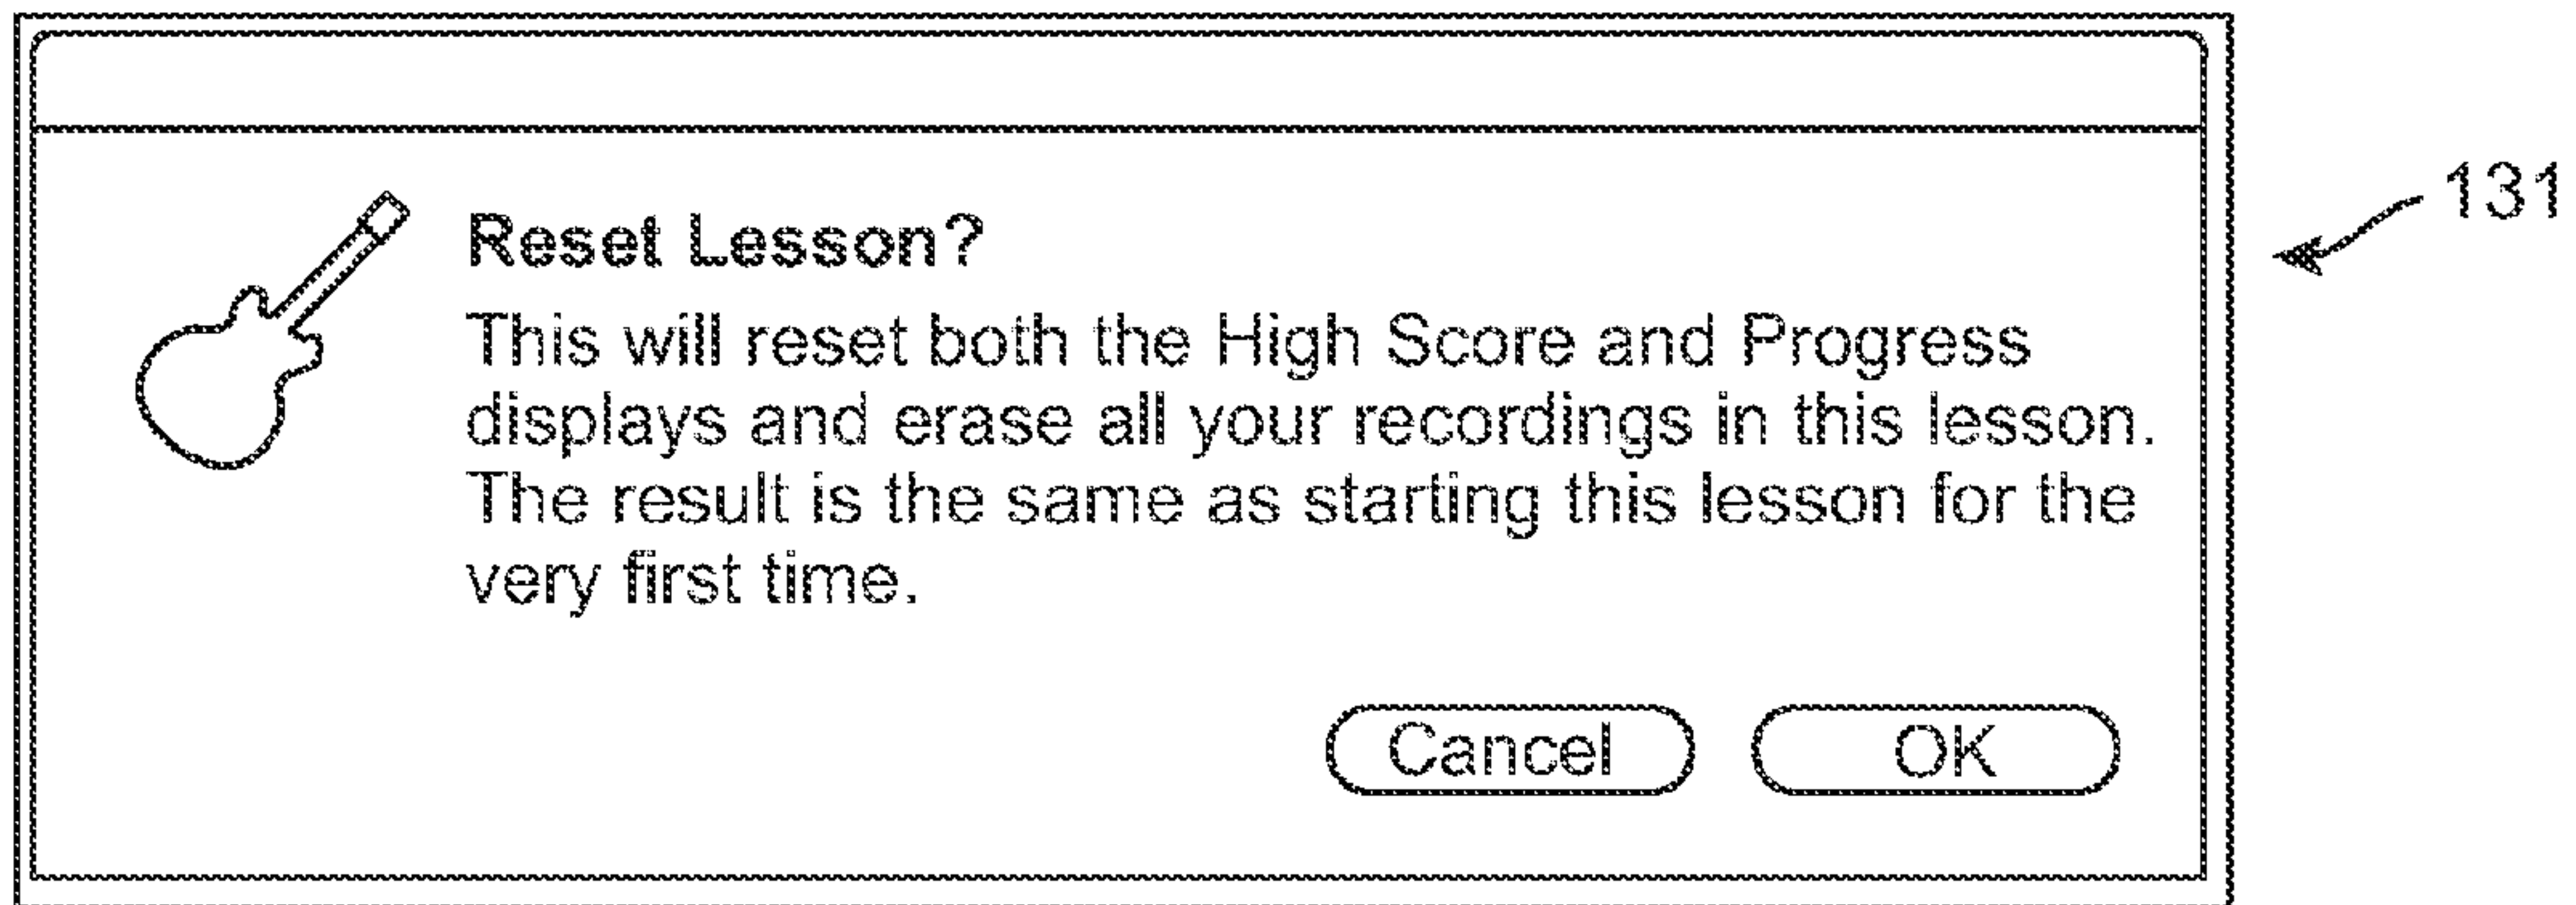 131
Reset Lesson?
This will reset both the High Score and Progress
displays and erase all your recordings in this lesson.
The result is the same as starting this lesson for the
very first time.
Cancel OK